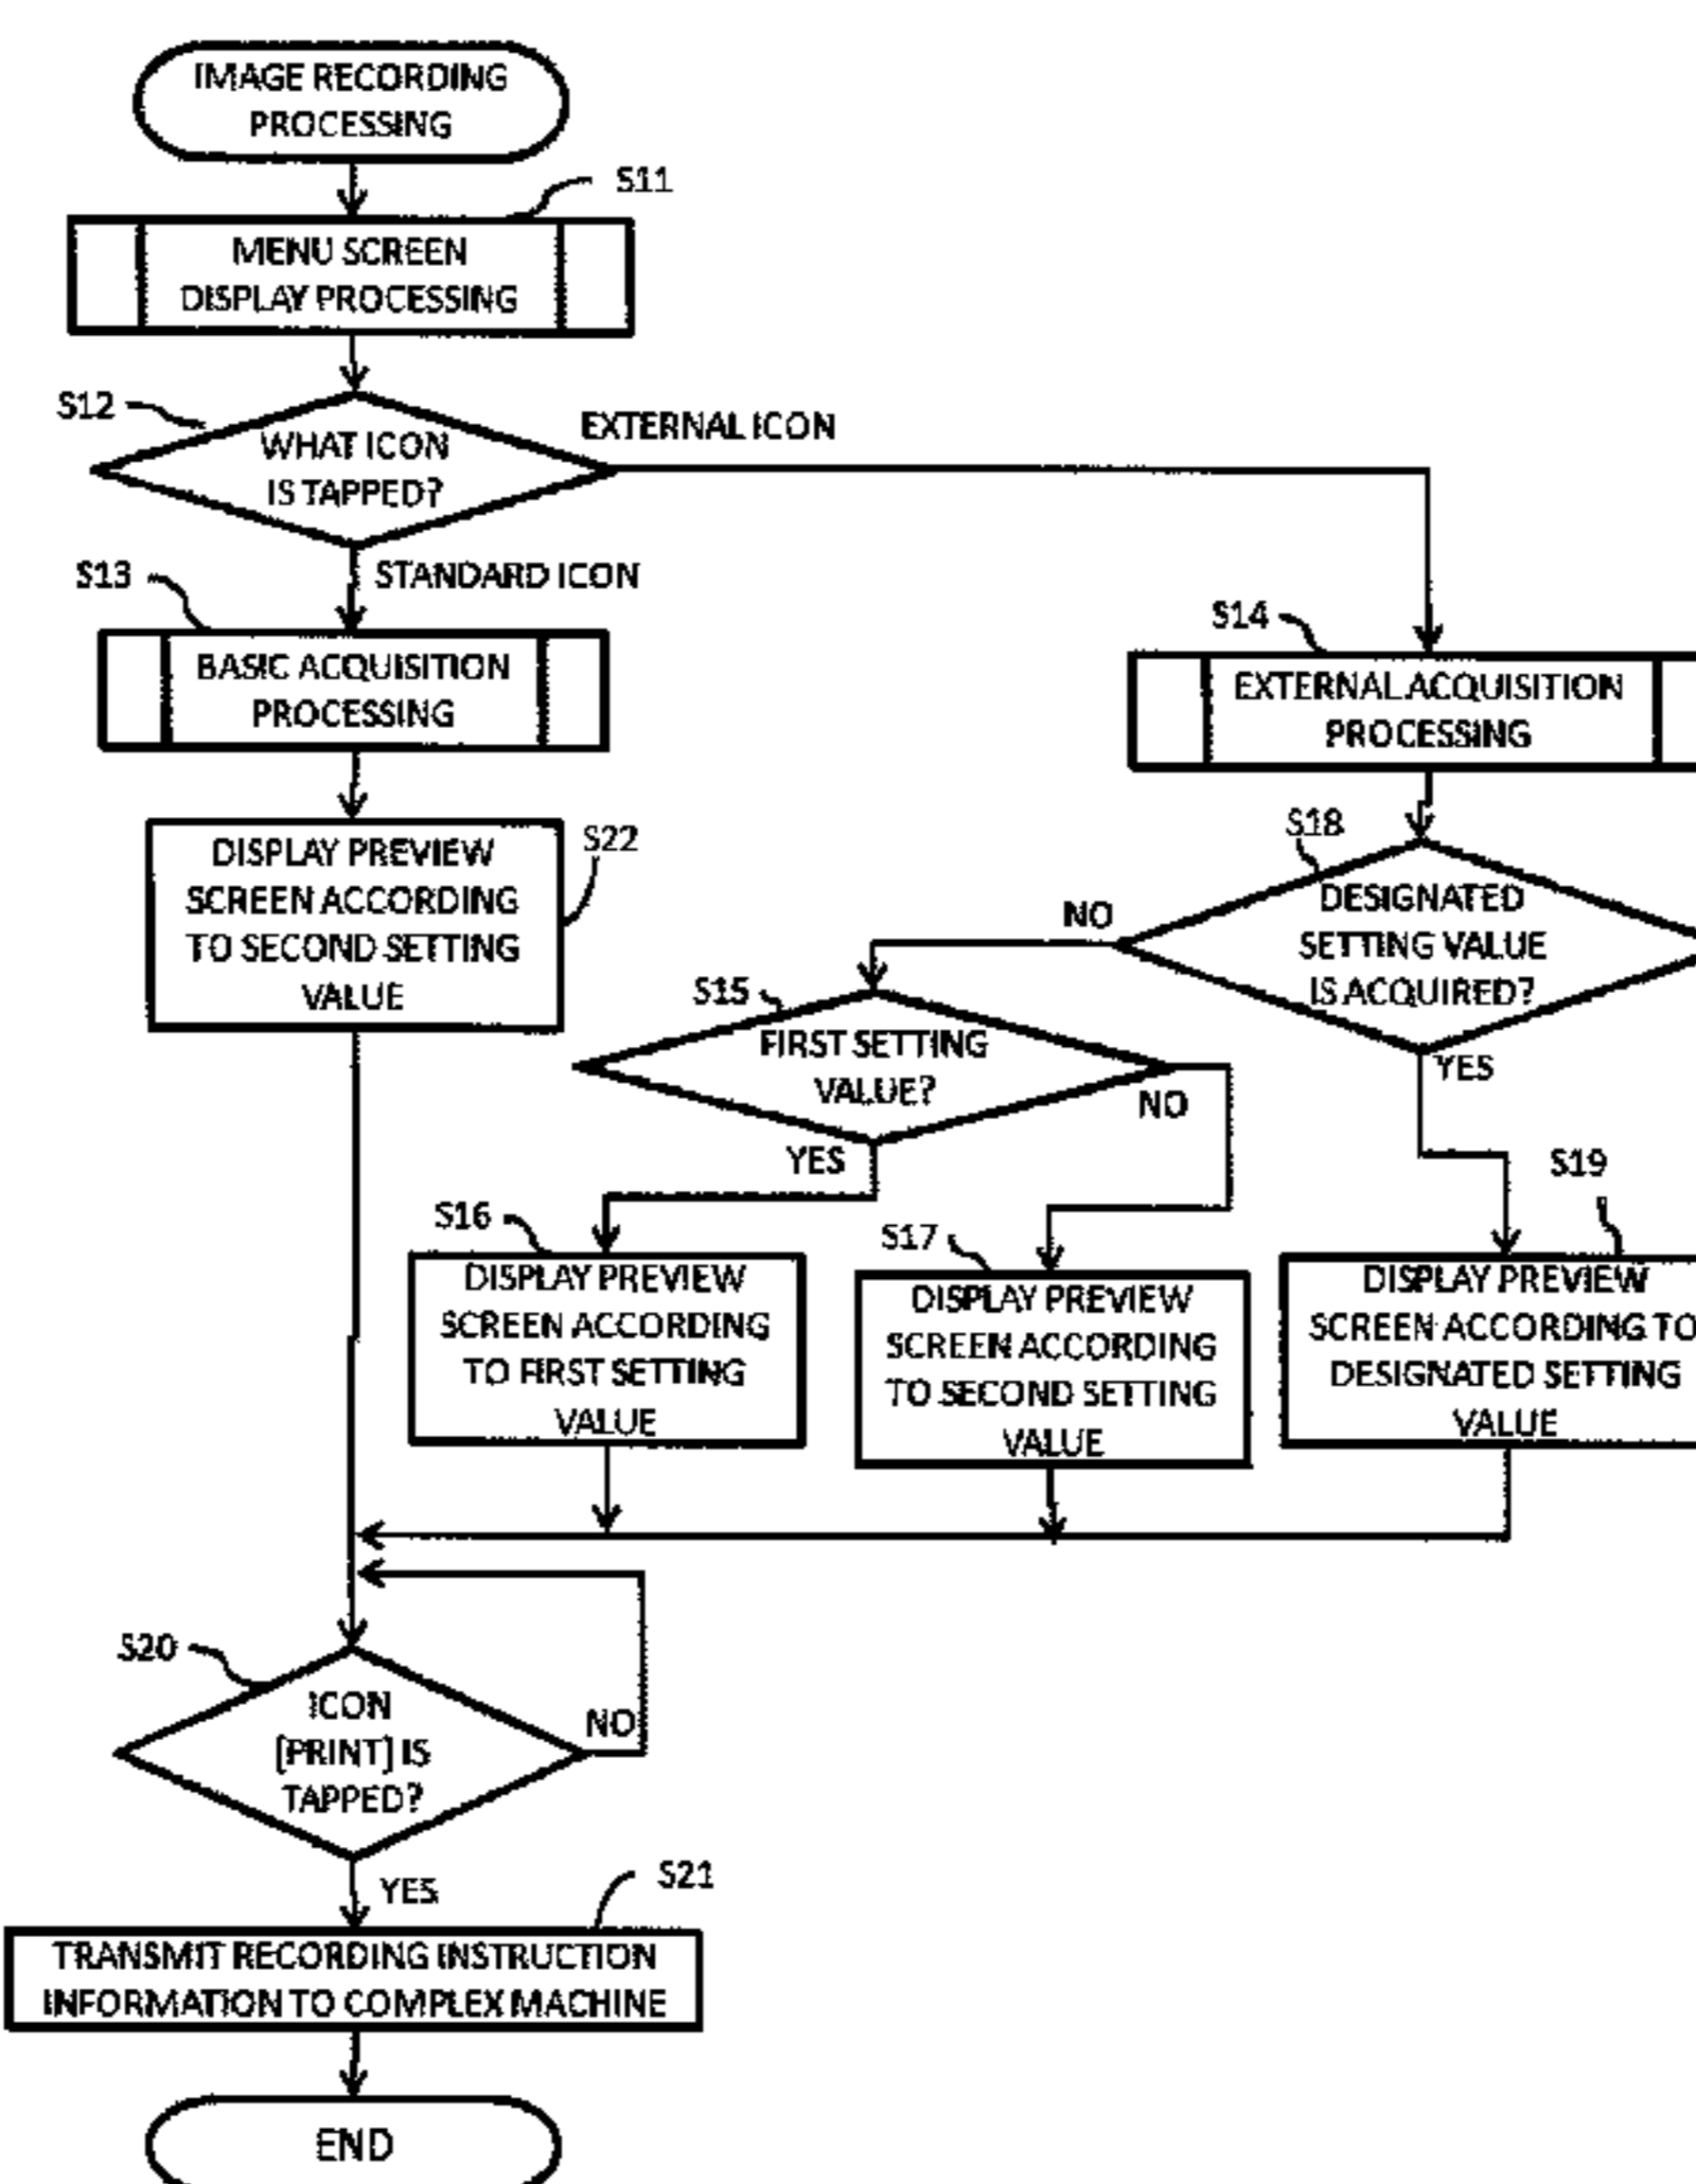 IMAGE RECORDING
PROCESSING
S11
MENU SCREEN
DISPLAY PROCESSING
S12
WHAT ICON
IS TAPPED?
EXTERNAL ICON
S13
STANDARD ICON
BASIC ACQUISITION
PROCESSING
S14
EXTERNAL ACQUISITION
PROCESSING
S22
DISPLAY PREVIEW
SCREEN ACCORDING
TO SECOND SETTING
VALUE
S18
DESIGNATED
SETTING VALUE
IS ACQUIRED?
NO
YES
S15
FIRST SETTING
VALUE?
NO
YES
S16
DISPLAY PREVIEW
SCREEN ACCORDING
TO FIRST SETTING
VALUE
S17
DISPLAY PREVIEW
SCREEN ACCORDING
TO SECOND SETTING
VALUE
S19
DISPLAY PREVIEW
SCREEN ACCORDING TO
DESIGNATED SETTING
VALUE
S20
ICON
[PRINT] IS
TAPPED?
NO
YES
S21
TRANSMIT RECORDING INSTRUCTION
INFORMATION TO COMPLEX MACHINE
END